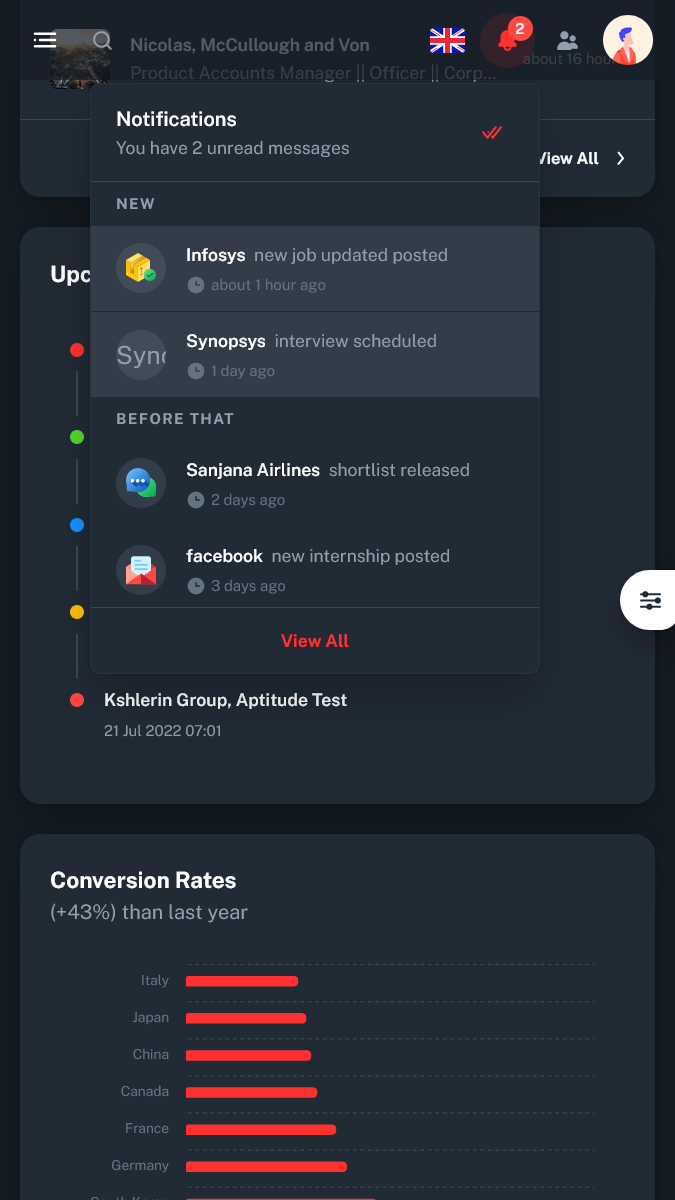 Nicolas, McCullough and Von
2
Product Accounts Manager || Officer || Corp...
about 16 hou
Notifications
You have 2 unread messages
View All
NEW
Infosys new job updated posted
about 1 hour ago
Upc
Synopsys interview scheduled
1 day ago
BEFORE THAT
Sanjana Airlines shortlist released
2 days ago
facebook new internship posted
3 days ago
View All
Kshlerin Group, Aptitude Test
21 Jul 2022 07:01
Conversion Rates
(+43%) than last year
Italy
Japan
China
Canada
France
Germany